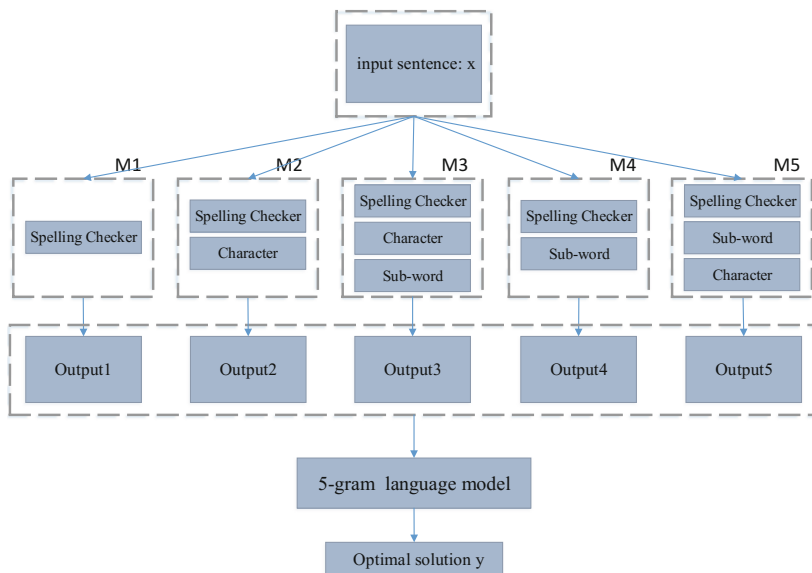 input sentence: x
M1
M2
M3
M4
M5
Spelling Checker
Spelling Checker
Character
Spelling Checker
Character
Sub-word
Spelling Checker
Sub-word
Spelling Checker
Sub-word
Character
Output1
Output2
Output3
Output4
Output5
5-gram language model
Optimal solution y